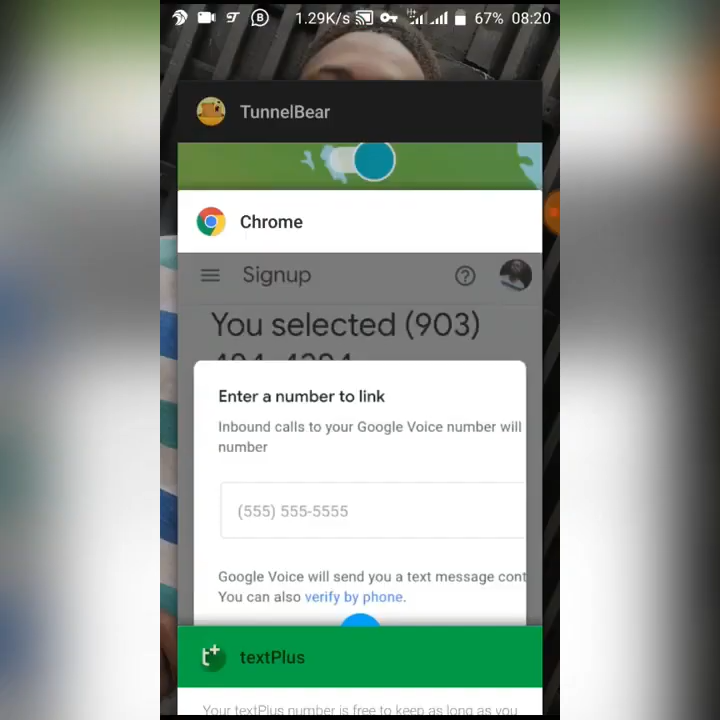 1.29K/s 67% 08:20
TunnelBear
Chrome
Signup
You selected (903)
Enter a number to link
Inbound calls to your Google Voice number will
number
(555) 555-5555
Google Voice will send you a text message cont
You can also verify by phone.
textPlus
Your textPlus number is free to keep as long as you